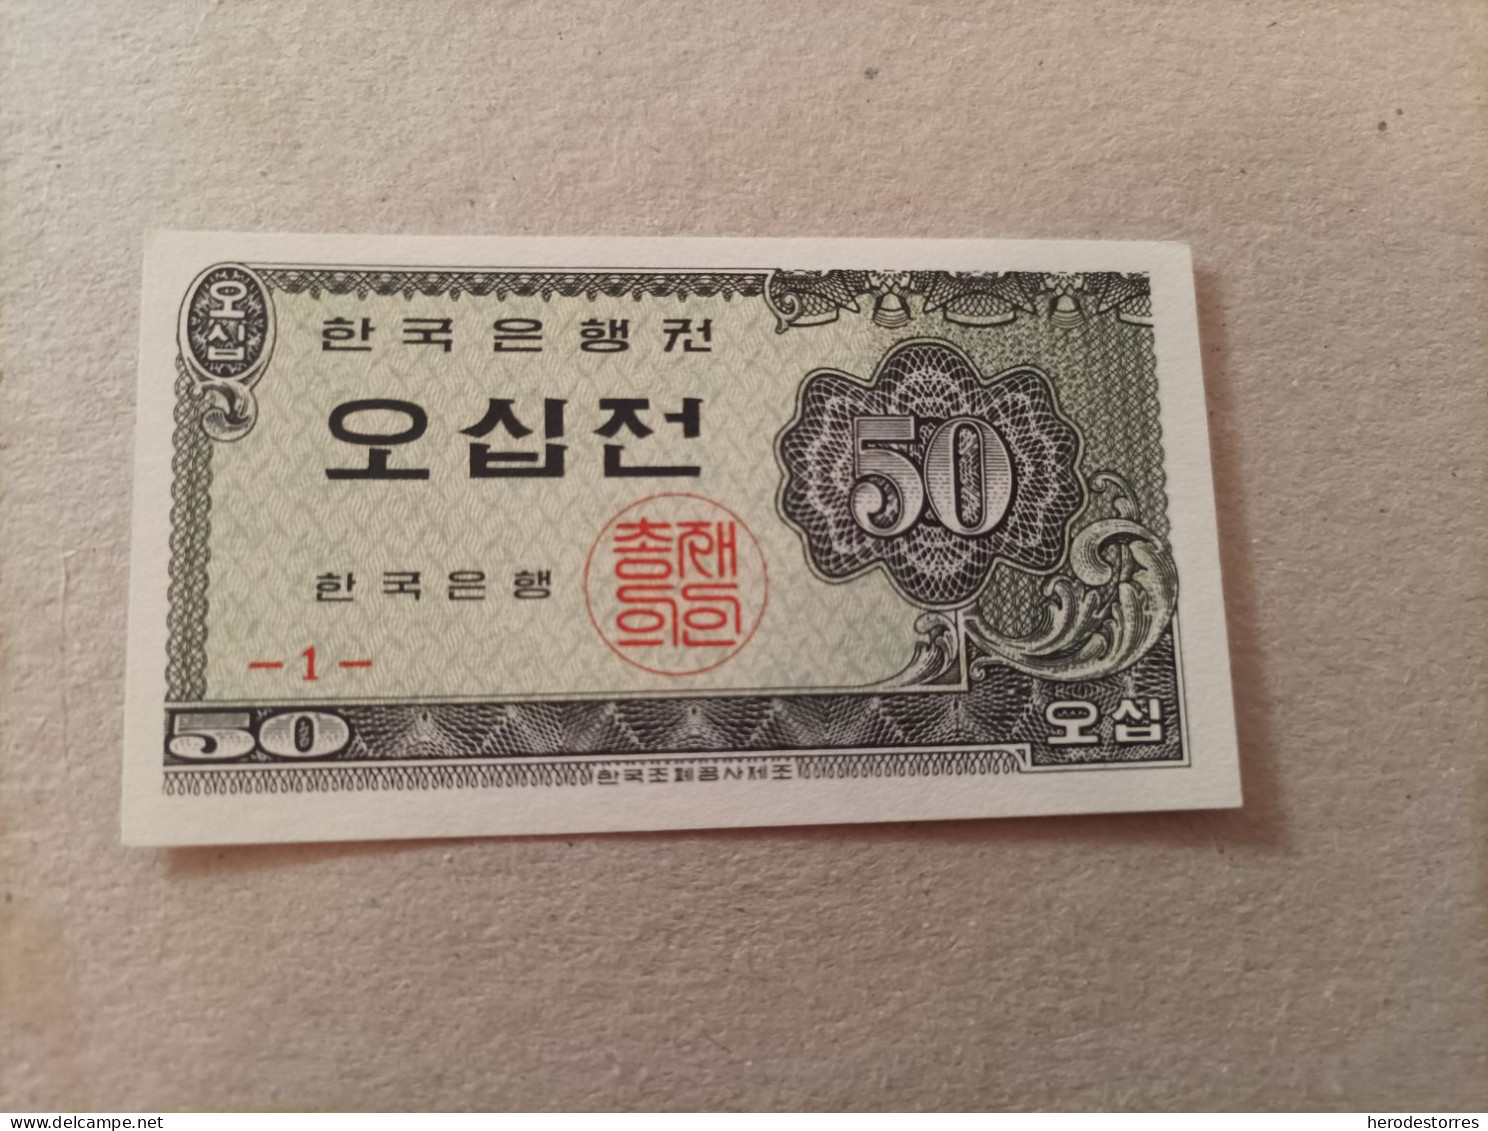 오십
한국은행권
오십전
50
총재의인
한국은행
－1－
50
오십
한국조폐공사제조
www.delcampe.net
herodestorres